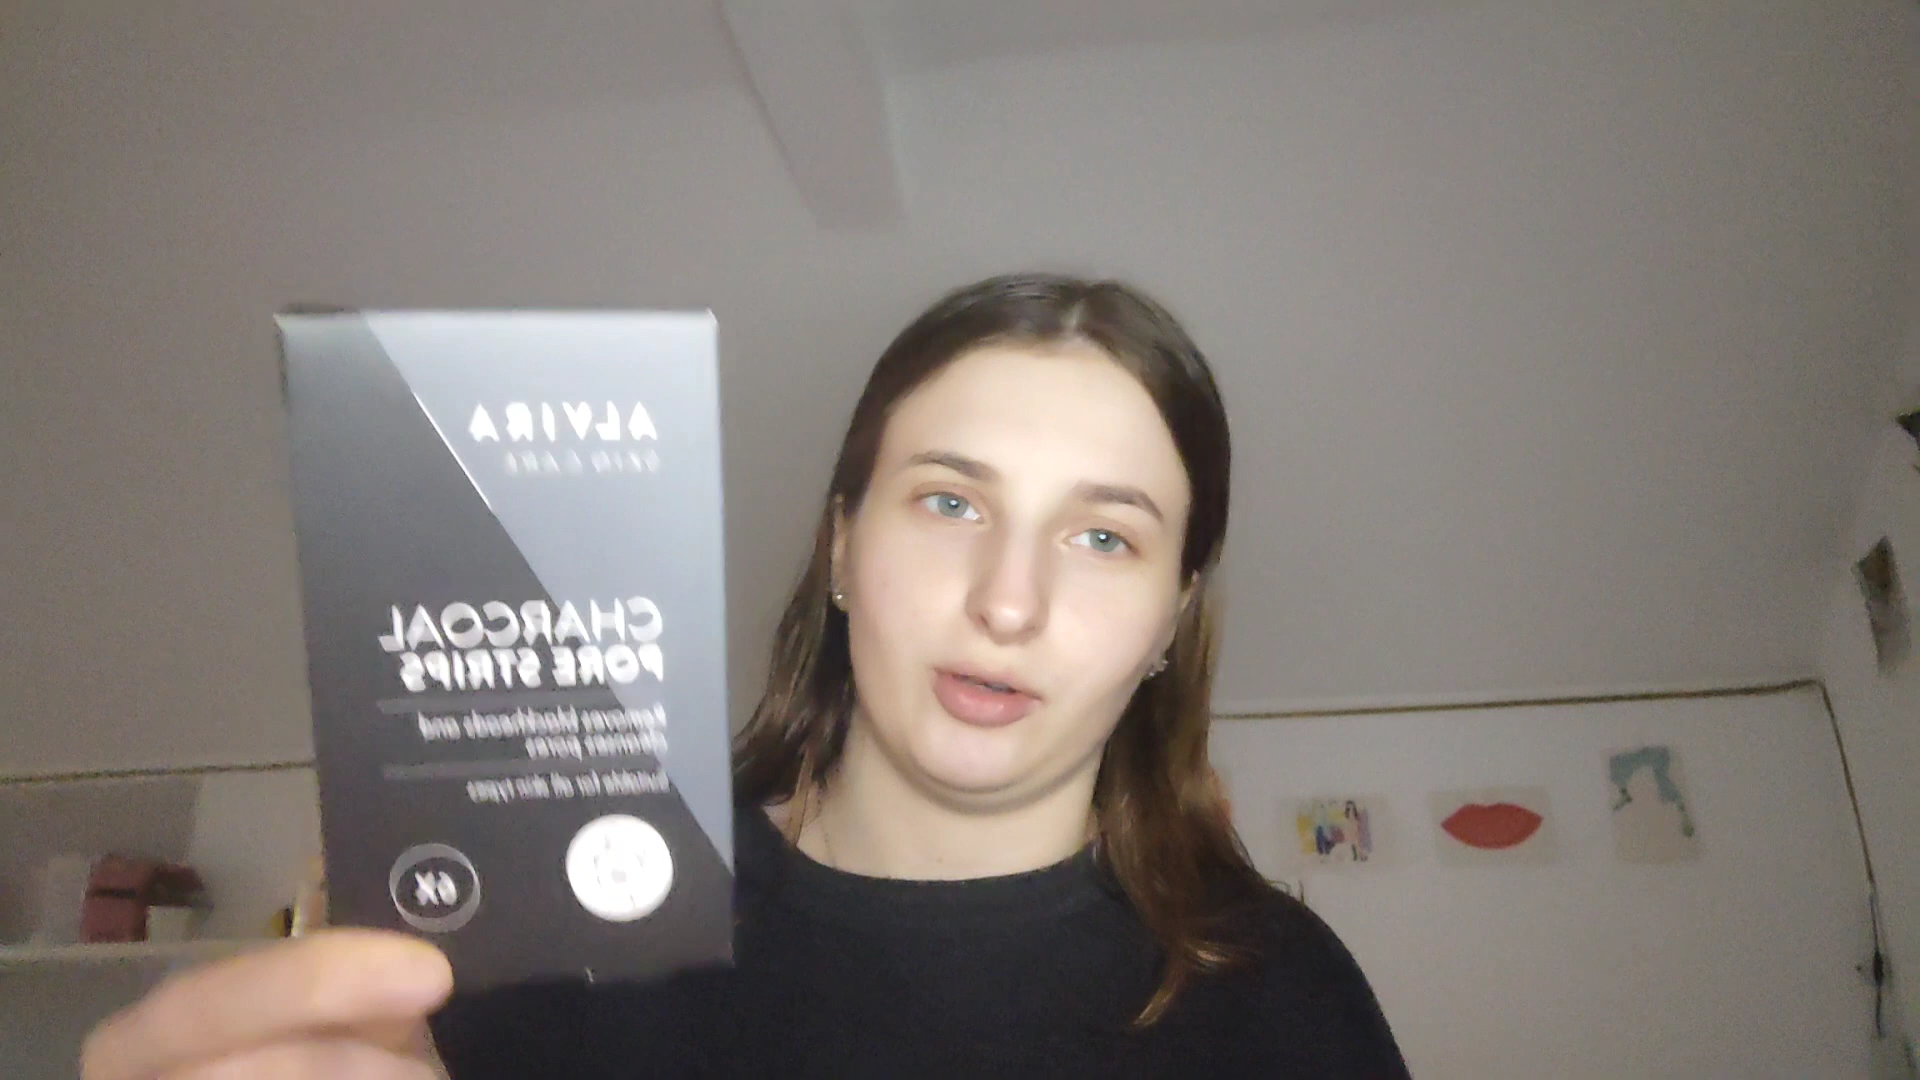 ALVIRA
SKIN CARE
CHARCOAL
PORE STRIPS
Removes blackheads and
cleanses pores
Suitable for all skin types
6X